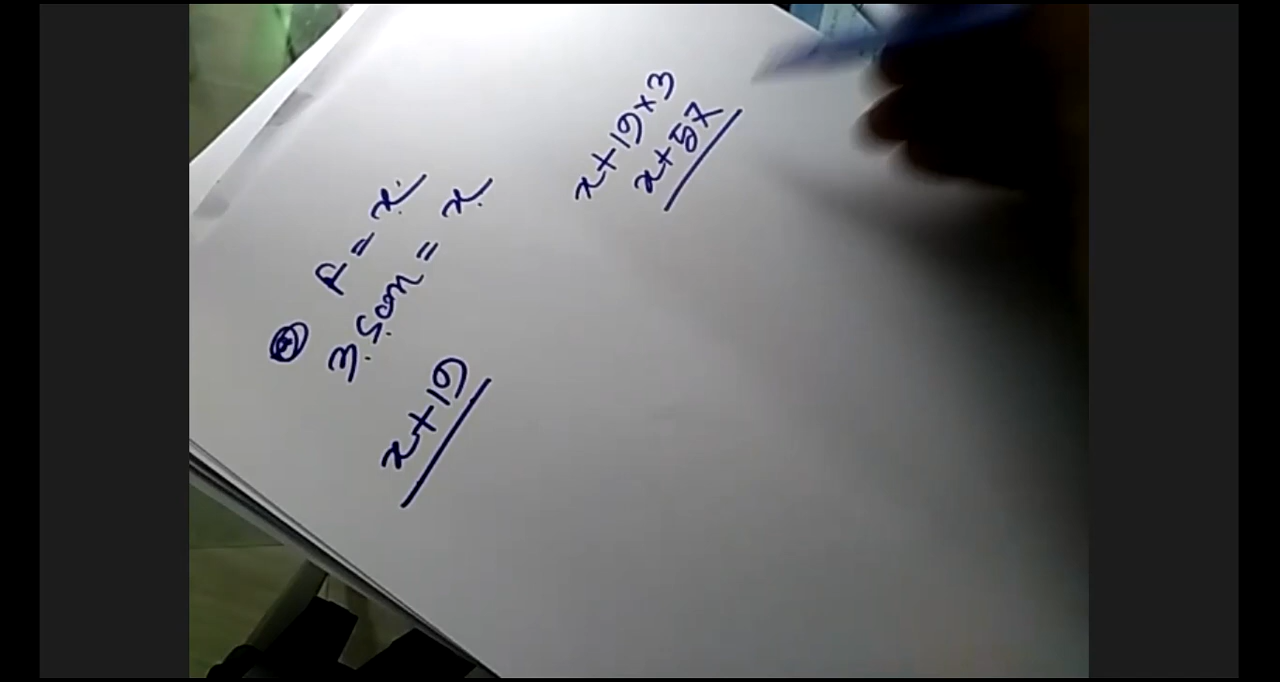 F = x.
3. Son = x.
x+19
x+19×3
x+57